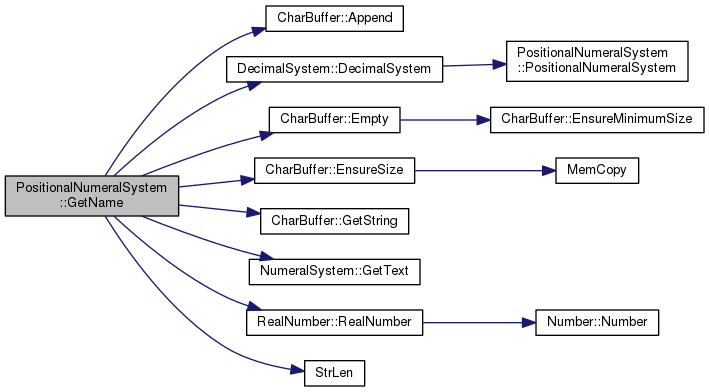 CharBuffer::Append
DecimalSystem::DecimalSystem
PositionalNumeralSystem
::PositionalNumeralSystem
CharBuffer::Empty
CharBuffer::EnsureMinimumSize
PositionalNumeralSystem
::GetName
CharBuffer::EnsureSize
MemCopy
CharBuffer::GetString
NumeralSystem::GetText
RealNumber::RealNumber
Number::Number
StrLen